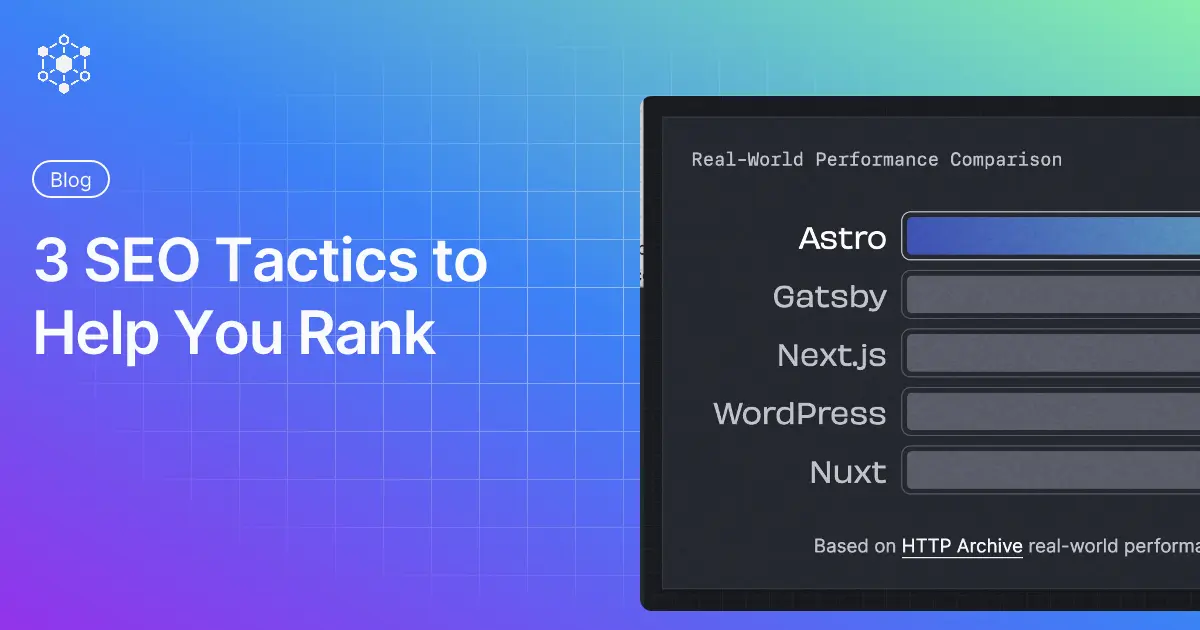 Blog
3 SEO Tactics to
Help You Rank
Real-World Performance Comparison
Astro
Gatsby
Next.js
WordPress
Nuxt
Based on HTTP Archive real-world performa